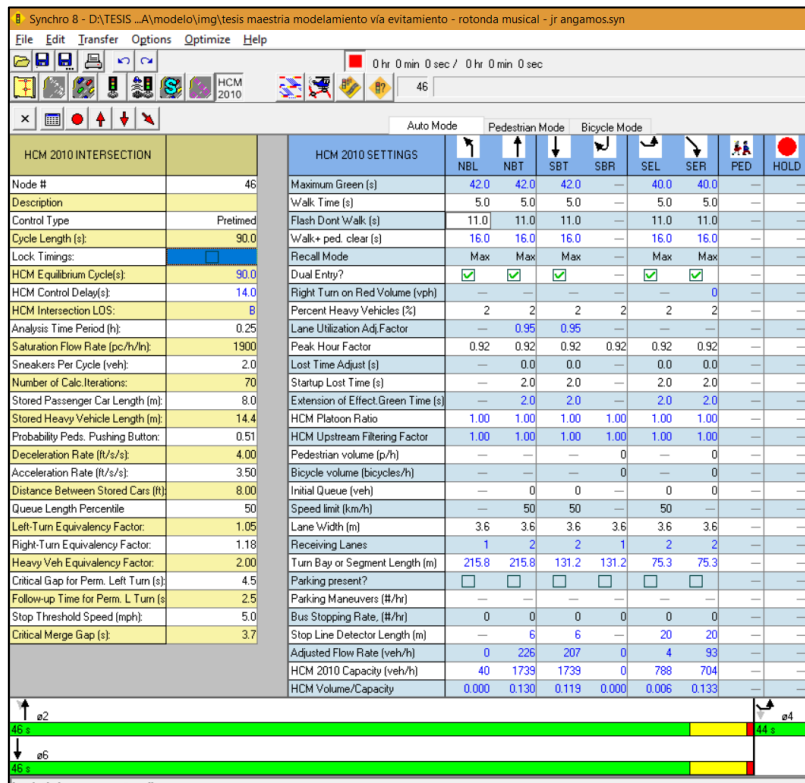 Synchro 8 - D:\TESIS ...A\modelo\img\tesis maestria modelamiento vía evitamiento - rotonda musical - jr angamos.syn
File Edit Transfer Options Optimize Help
0 hr 0 min 0 sec / 0 hr 0 min 0 sec
HCM 2010 46
Auto Mode Pedestrian Mode Bicycle Mode
HCM 2010 INTERSECTION
Node # 46
Description
Control Type Pretimed
Cycle Length (s): 90.0
Lock Timings:
HCM Equilibrium Cycle(s): 90.0
HCM Control Delay(s): 14.0
HCM Intersection LOS: B
Analysis Time Period (h): 0.25
Saturation Flow Rate (pc/h/ln): 1900
Sneakers Per Cycle (veh): 2.0
Number of Calc.Iterations: 70
Stored Passenger Car Length (m): 8.0
Stored Heavy Vehicle Length (m): 14.4
Probability Peds. Pushing Button: 0.51
Deceleration Rate (ft/s/s): 4.00
Acceleration Rate (ft/s/s): 3.50
Distance Between Stored Cars (ft): 8.00
Queue Length Percentile 50
Left-Turn Equivalency Factor: 1.05
Right-Turn Equivalency Factor: 1.18
Heavy Veh Equivalency Factor: 2.00
Critical Gap for Perm. Left Turn (s): 4.5
Follow-up Time for Perm. L Turn (s 2.5
Stop Threshold Speed (mph): 5.0
Critical Merge Gap (s): 3.7
HCM 2010 SETTINGS NBL NBT SBT SBR SEL SER PED HOLD
Maximum Green (s) 42.0 42.0 42.0 — 40.0 40.0 — —
Walk Time (s) 5.0 5.0 5.0 — 5.0 5.0 — —
Flash Dont Walk (s) 11.0 11.0 11.0 — 11.0 11.0 — —
Walk+ ped. clear (s) 16.0 16.0 16.0 — 16.0 16.0 — —
Recall Mode Max Max Max — Max Max — —
Dual Entry? — — —
Right Turn on Red Volume (vph) — — — — — 0 — —
Percent Heavy Vehicles (%) 2 2 2 2 2 2 — —
Lane Utilization Adj.Factor — 0.95 0.95 — — — — —
Peak Hour Factor 0.92 0.92 0.92 0.92 0.92 0.92 — —
Lost Time Adjust (s) — 0.0 0.0 — 0.0 0.0 — —
Startup Lost Time (s) — 2.0 2.0 — 2.0 2.0 — —
Extension of Effect.Green Time (s) — 2.0 2.0 — 2.0 2.0 — —
HCM Platoon Ratio 1.00 1.00 1.00 1.00 1.00 1.00 — —
HCM Upstream Filtering Factor 1.00 1.00 1.00 1.00 1.00 1.00 — —
Pedestrian volume (p/h) — — — 0 — 0 — —
Bicycle volume (bicycles/h) — — — 0 — 0 — —
Initial Queue (veh) — 0 0 — 0 0 — —
Speed limit (km/h) — 50 50 — 50 — — —
Lane Width (m) 3.6 3.6 3.6 3.6 3.6 3.6 — —
Receiving Lanes 1 2 2 1 2 2 — —
Turn Bay or Segment Length (m) 215.8 215.8 131.2 131.2 75.3 75.3 — —
Parking present? — —
Parking Maneuvers (#/hr) — — — — — — — —
Bus Stopping Rate, (#/hr) 0 0 0 0 0 0 — —
Stop Line Detector Length (m) — 6 6 — 20 20 — —
Adjusted Flow Rate (veh/h) 0 226 207 0 4 93 — —
HCM 2010 Capacity (veh/h) 40 1739 1739 0 788 704 — —
HCM Volume/Capacity 0.000 0.130 0.119 0.000 0.006 0.133 — —
ø2 ø4
46 s 44 s
ø6
46 s